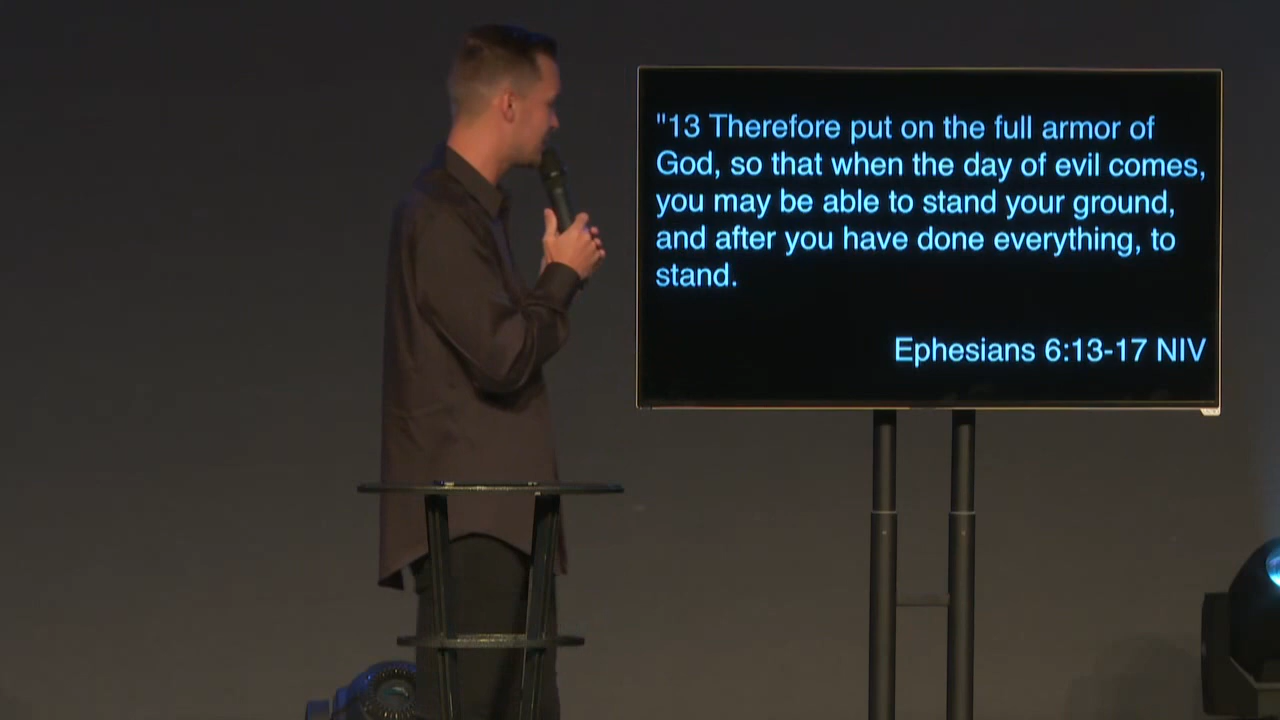 "13 Therefore put on the full armor of
God, so that when the day of evil comes,
you may be able to stand your ground,
and after you have done everything, to
stand.
Ephesians 6:13-17 NIV